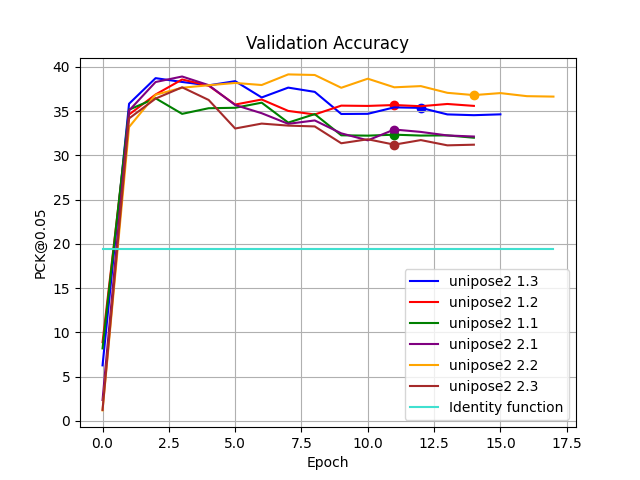 Validation Accuracy
PCK@0.05
40
35
30
25
20
15
10
5
0
unipose2 1.3
unipose2 1.2
unipose2 1.1
unipose2 2.1
unipose2 2.2
unipose2 2.3
Identity function
0.0 2.5 5.0 7.5 10.0 12.5 15.0 17.5
Epoch